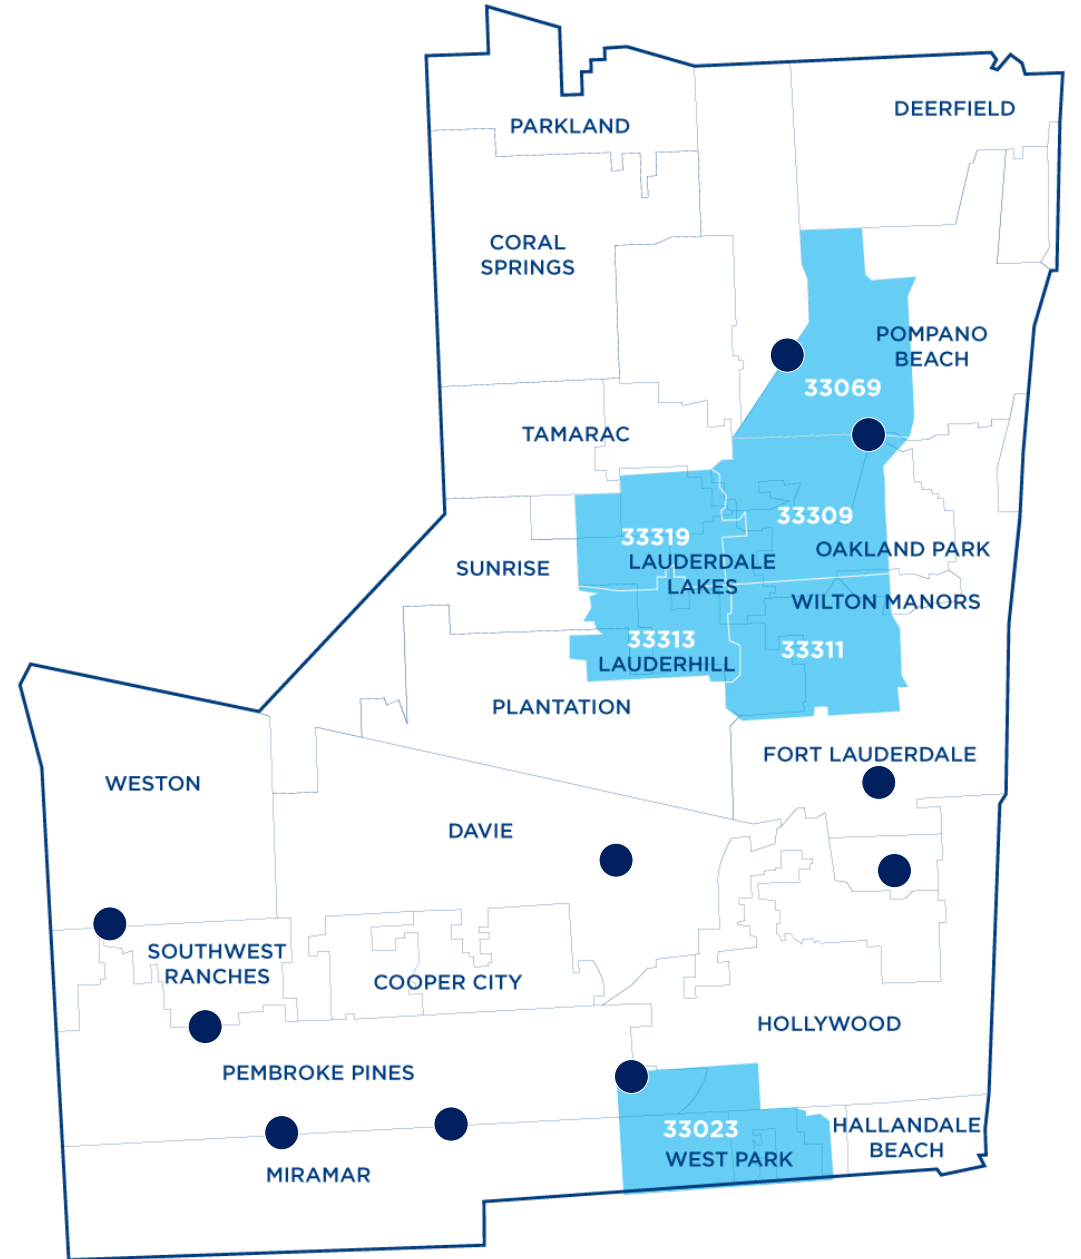 DEERFIELD
PARKLAND
CORAL
SPRINGS
POMPANO
BEACH
33069
TAMARAC
33309
33319
OAKLAND PARK
LAUDERDALE
LAKES
SUNRISE
WILTON MANORS
33313
LAUDERHILL
33311
PLANTATION
FORT LAUDERDALE
WESTON
DAVIE
SOUTHWEST
RANCHES
COOPER CITY
HOLLYWOOD
PEMBROKE PINES
33023
WEST PARK
HALLANDALE
BEACH
MIRAMAR